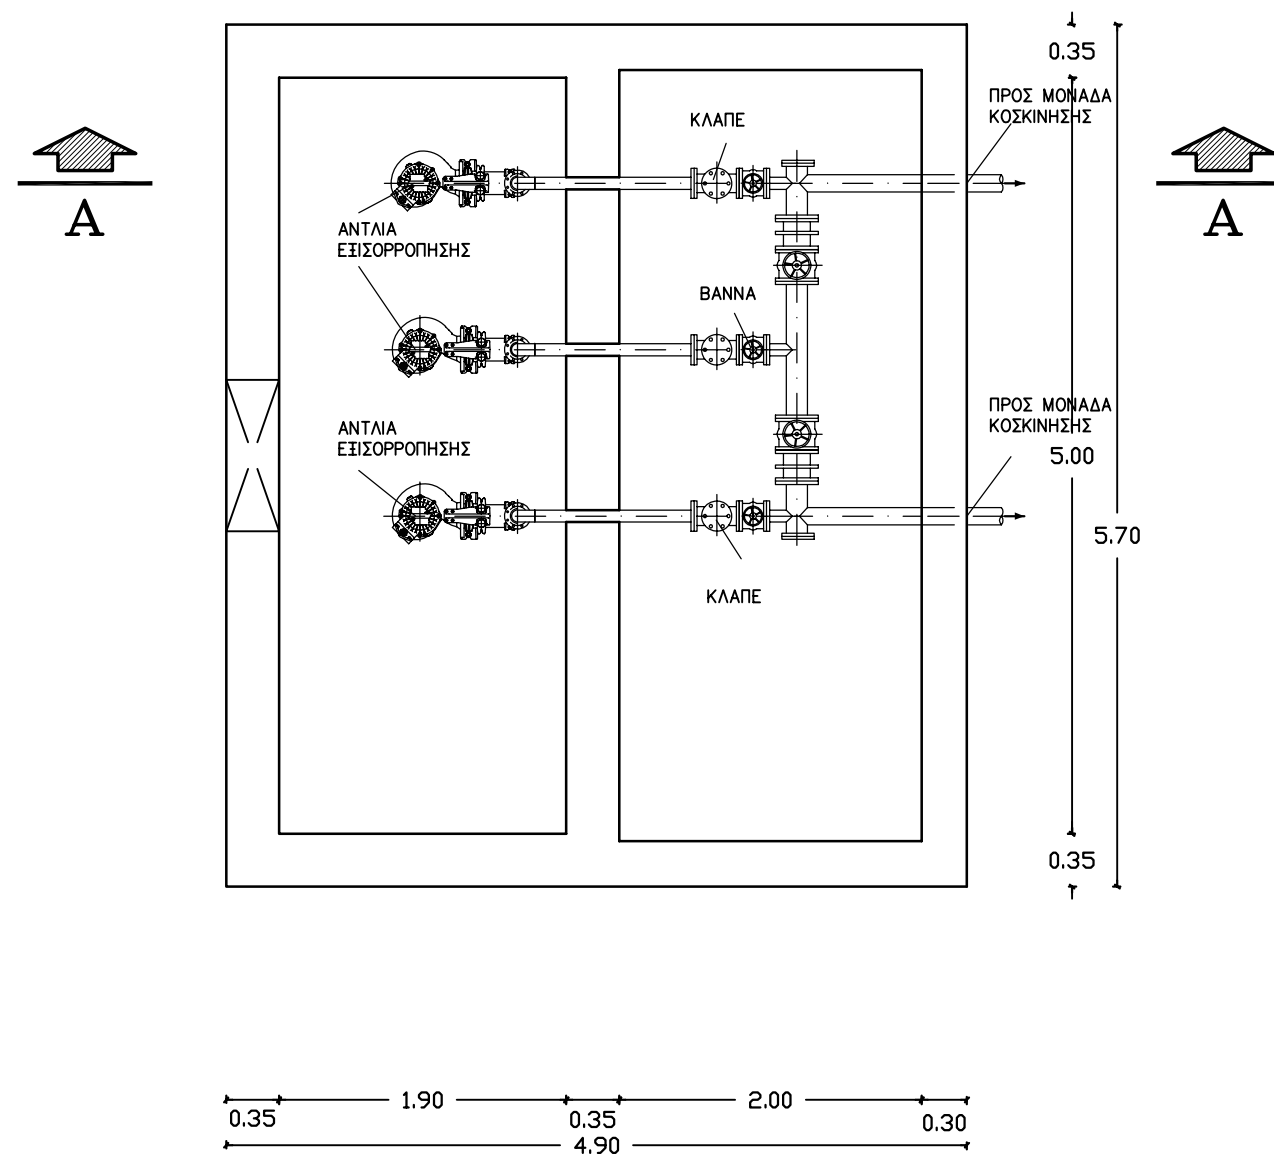 0.35
ΠΡΟΣ ΜΟΝΑΔΑ
ΚΟΣΚΙΝΗΣΗΣ
ΚΛΑΠΕ
A
A
ΑΝΤΛΙΑ
ΕΞΙΣΟΡΡΟΠΗΣΗΣ
ΒΑΝΝΑ
ΠΡΟΣ ΜΟΝΑΔΑ
ΚΟΣΚΙΝΗΣΗΣ
ΑΝΤΛΙΑ
ΕΞΙΣΟΡΡΟΠΗΣΗΣ
5.00
5.70
ΚΛΑΠΕ
0.35
1.90
2.00
0.35
0.35
0.30
4.90